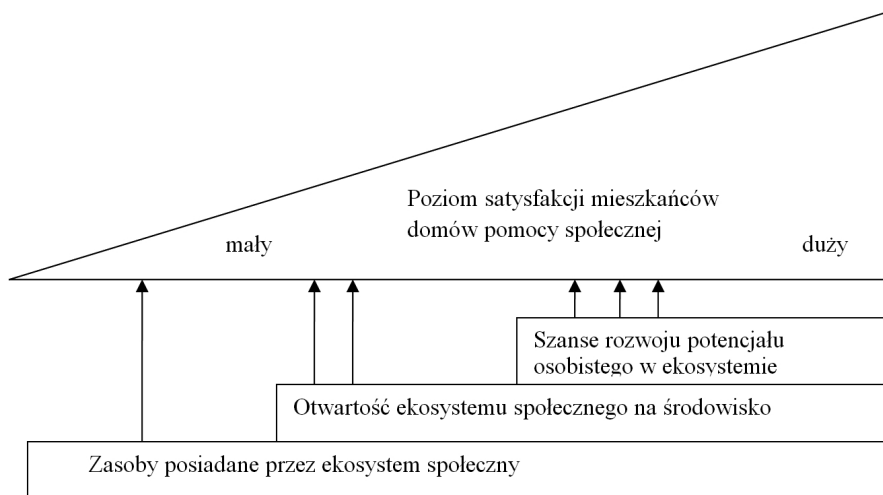 Poziom satysfakcji mieszkańców
domów pomocy społecznej
mały
duży
Szanse rozwoju potencjału
osobistego w ekosystemie
Otwartość ekosystemu społecznego na środowisko
Zasoby posiadane przez ekosystem społeczny